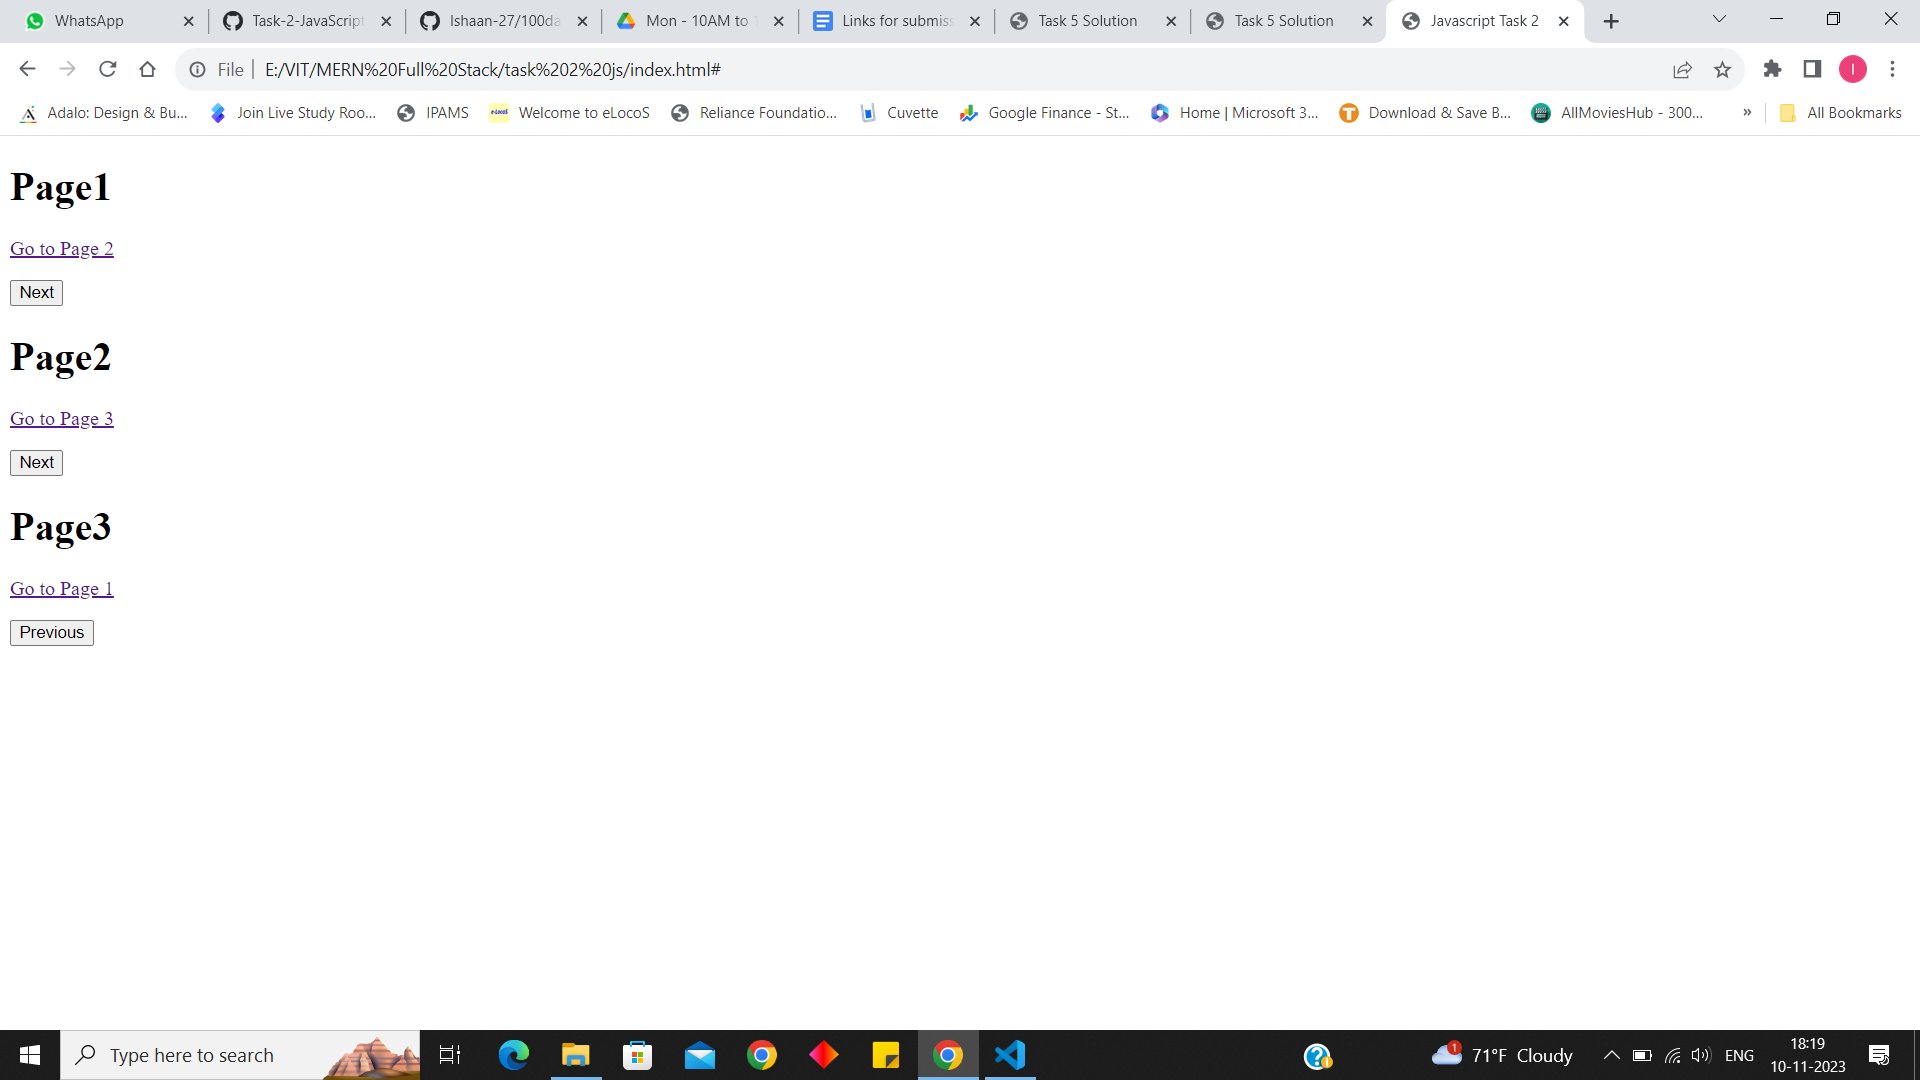 WhatsApp
Task-2-JavaScript
Ishaan-27/100da
Mon - 10AM to 1
Links for submiss
Task 5 Solution
Task 5 Solution
Javascript Task 2
File
E:/VIT/MERN%20Full%20Stack/task%202%20js/index.html#
I
Adalo: Design & Bu...
Join Live Study Roo...
IPAMS
eLocoS
Welcome to eLocoS
Reliance Foundatio...
Cuvette
Google Finance - St...
Home | Microsoft 3...
Download & Save B...
AllMoviesHub - 300...
»
All Bookmarks
Page1
Go to Page 2
Next
Page2
Go to Page 3
Next
Page3
Go to Page 1
Previous
Type here to search
1
71°F Cloudy
ENG
18:19
10-11-2023